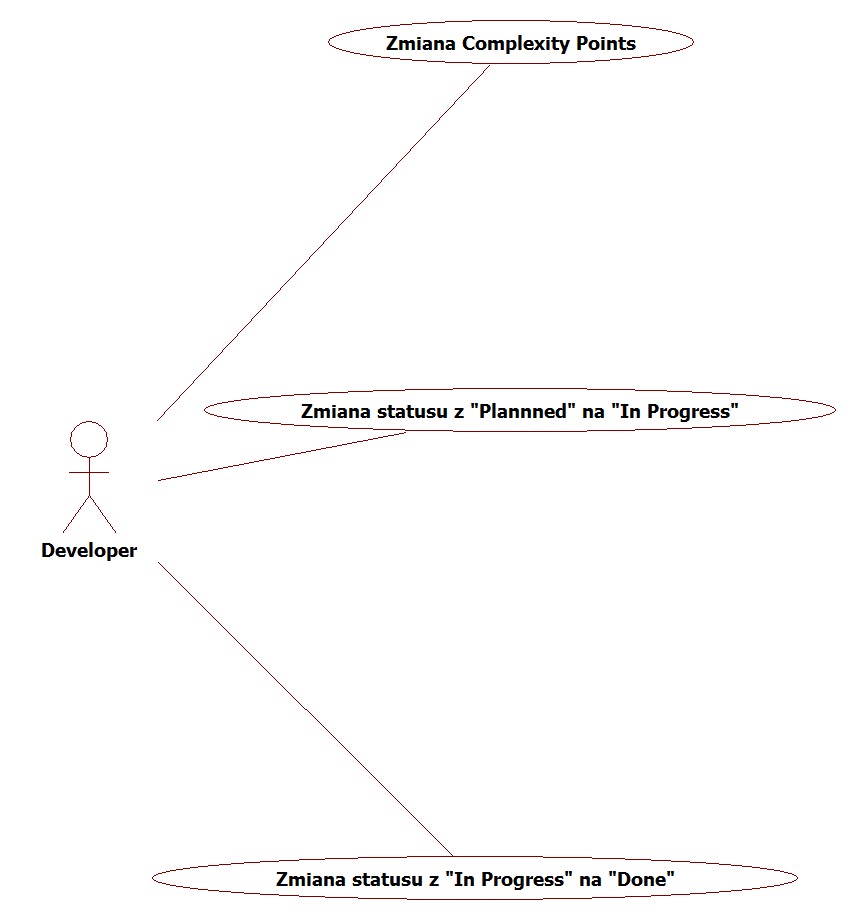 Zmiana Complexity Points
Zmiana statusu z "Plannned" na "In Progress"
Developer
Zmiana statusu z "In Progress" na "Done"